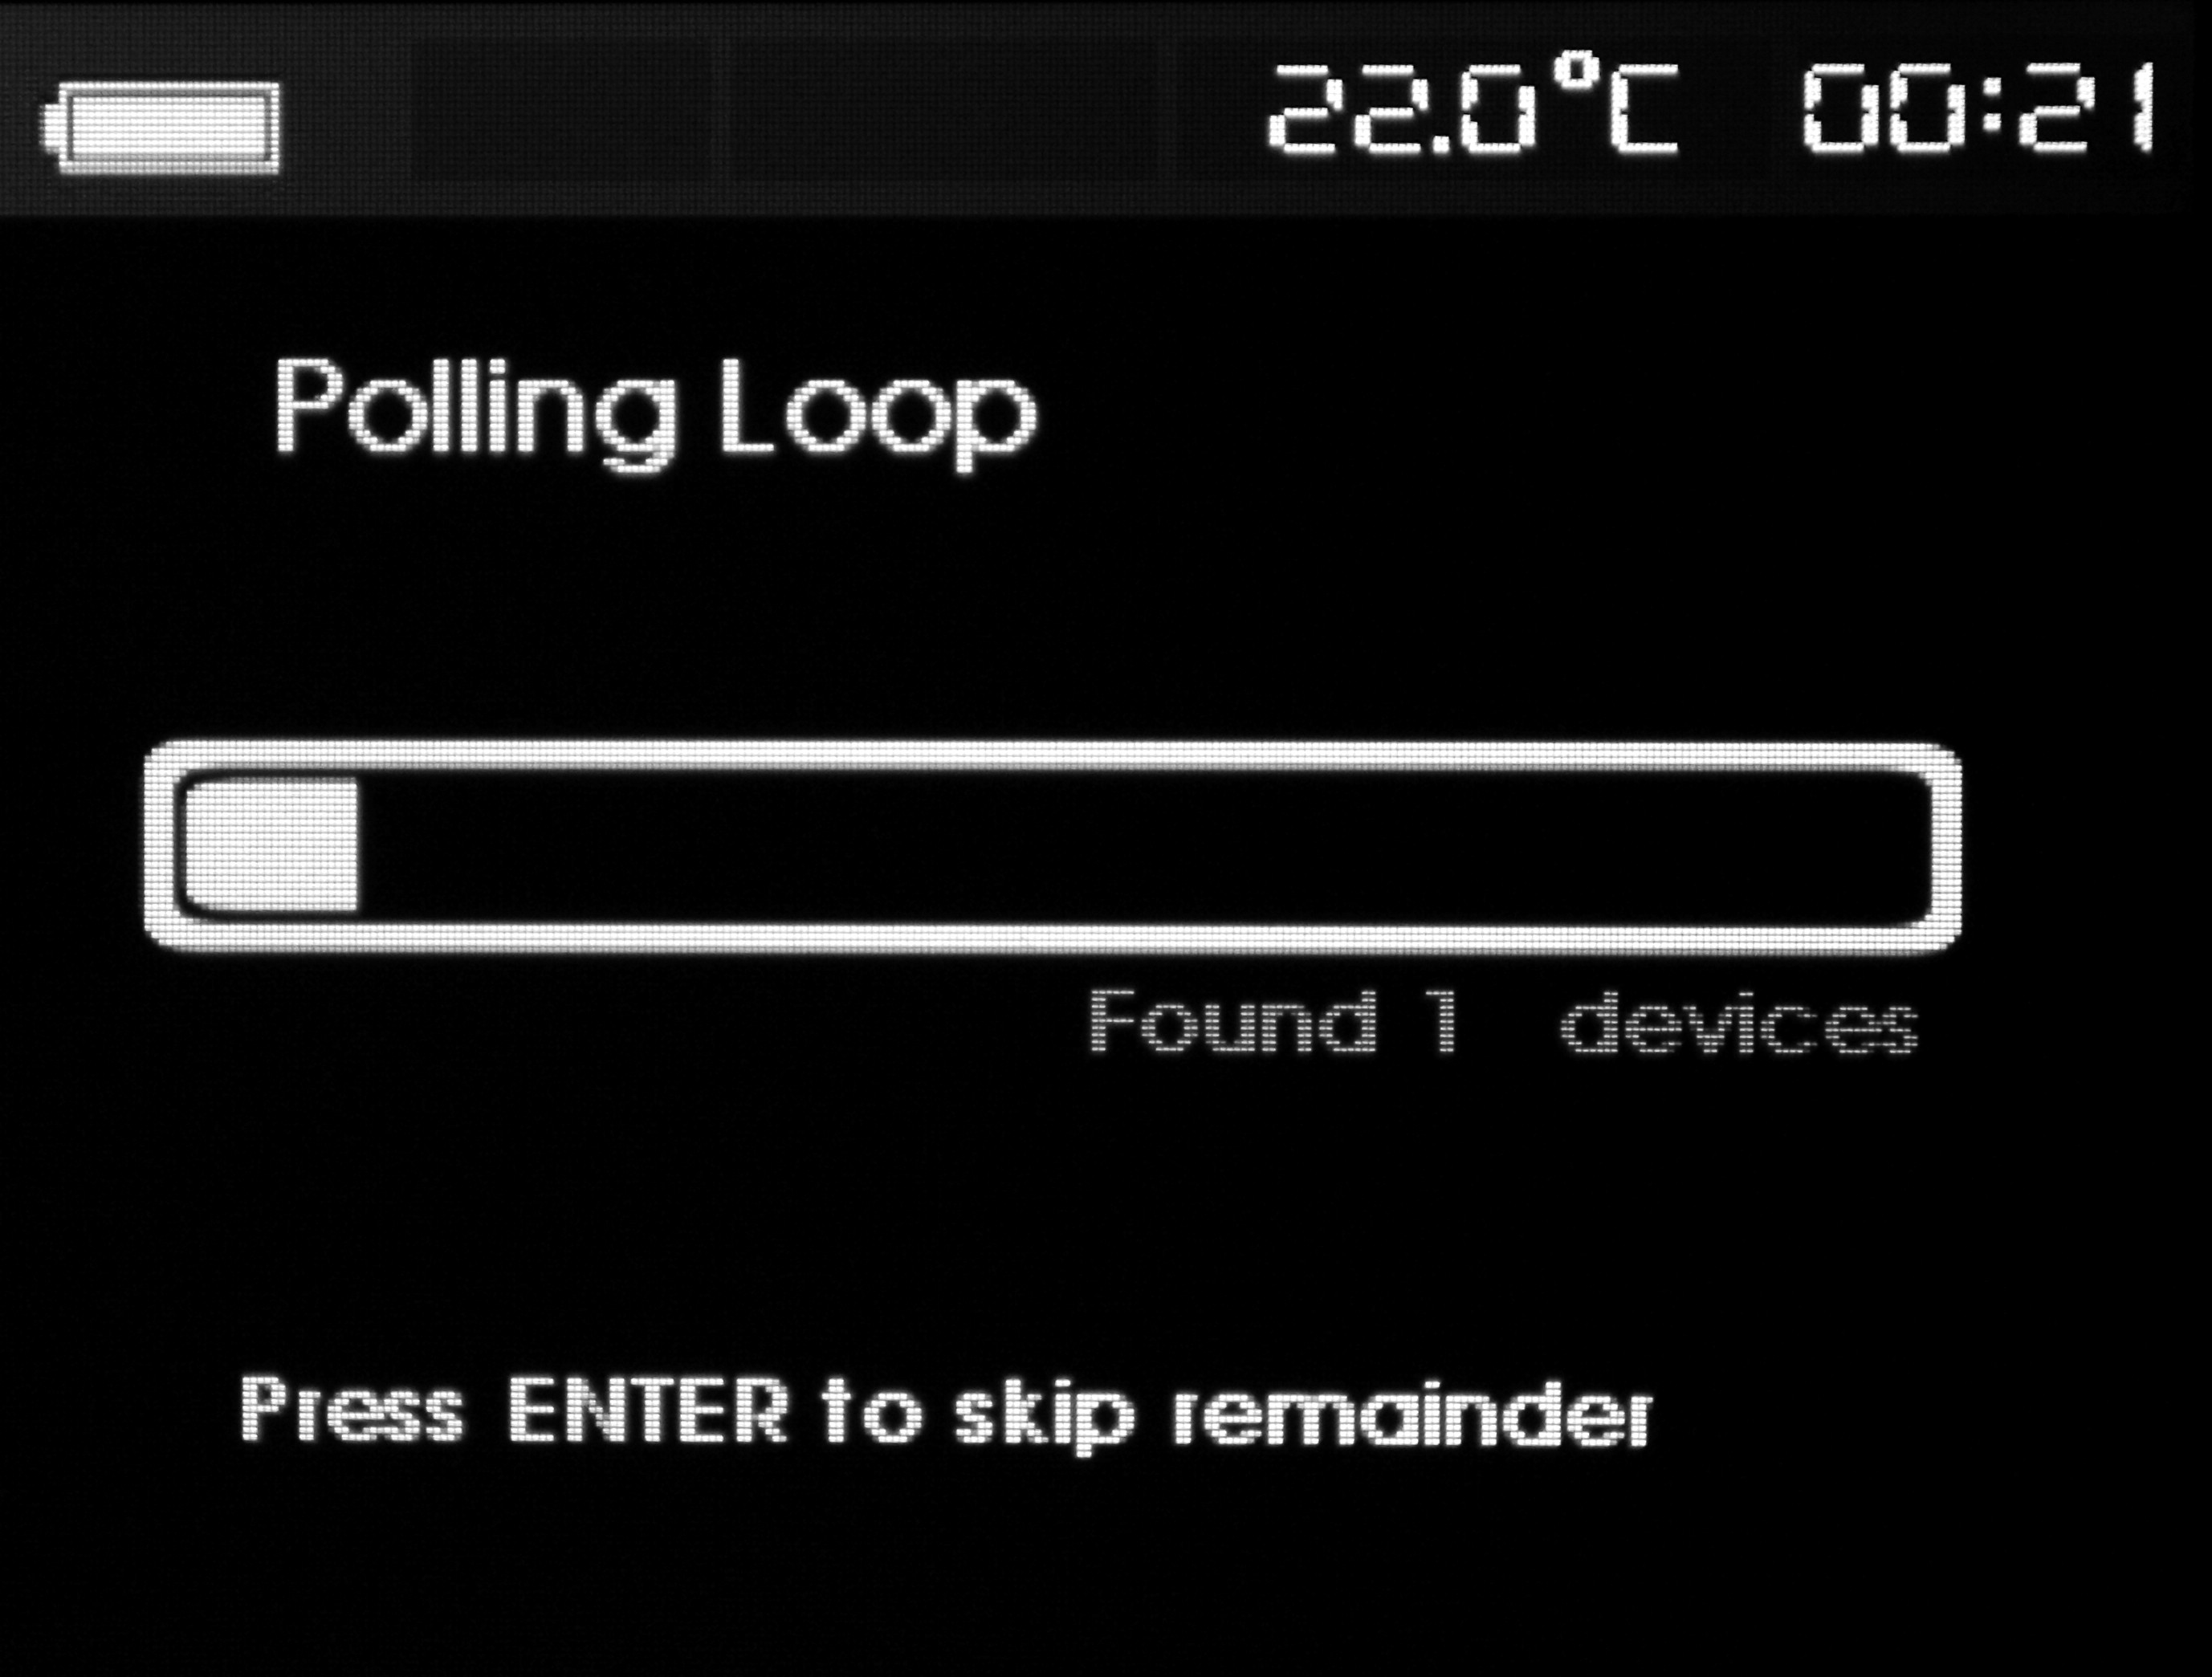 22.0°C 00:21
Polling Loop
Found 1 devices
Press ENTER to skip remainder